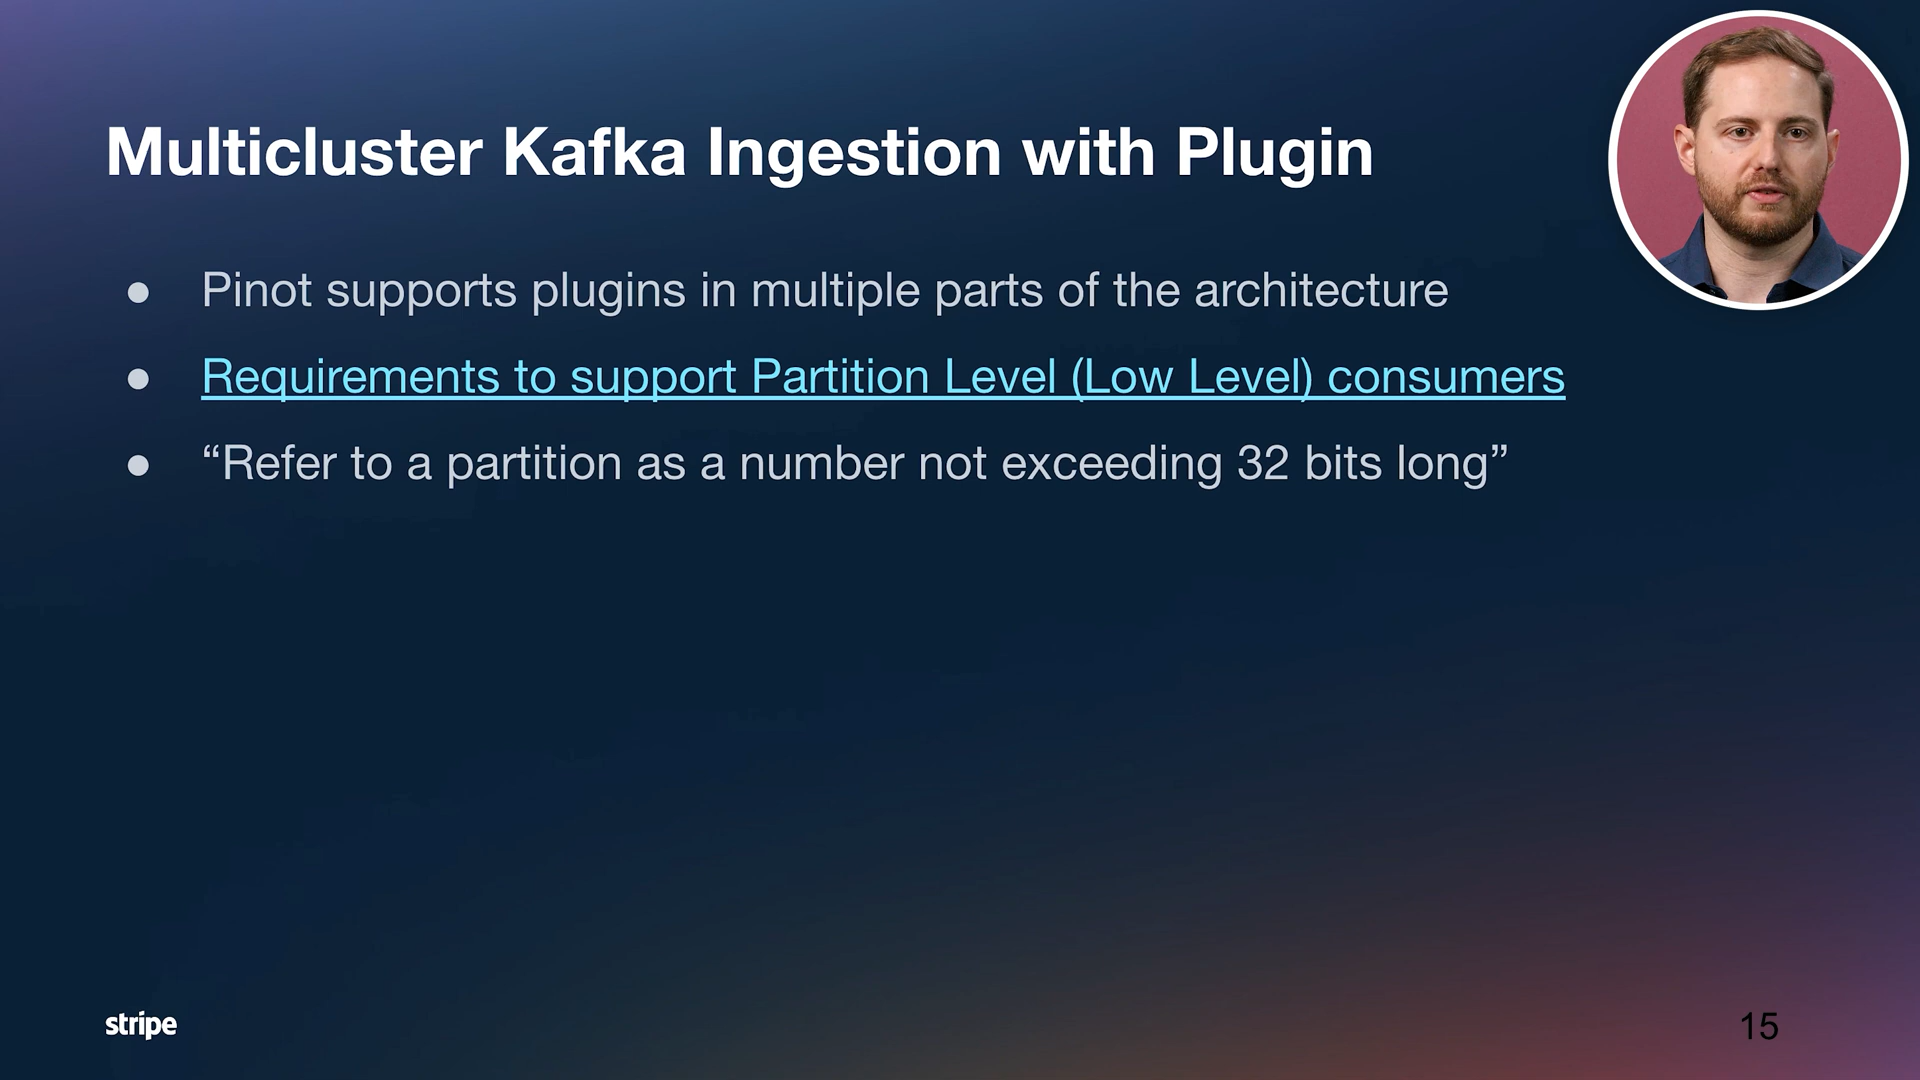 Multicluster Kafka Ingestion with Plugin
● Pinot supports plugins in multiple parts of the architecture
● Requirements to support Partition Level (Low Level) consumers
● “Refer to a partition as a number not exceeding 32 bits long”
stripe
15